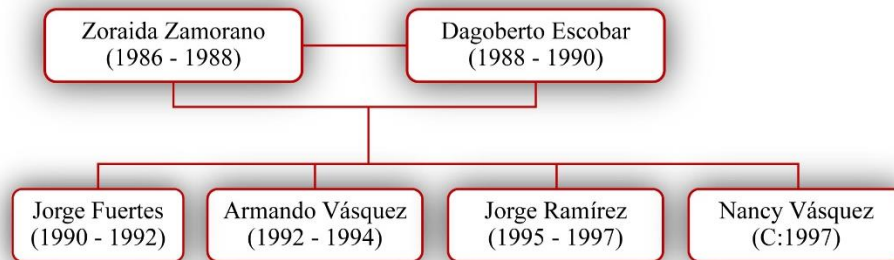 Zoraida Zamorano
(1986 - 1988)
Dagoberto Escobar
(1988 - 1990)
Jorge Fuertes
(1990 - 1992)
Armando Vásquez
(1992 - 1994)
Jorge Ramírez
(1995 - 1997)
Nancy Vásquez
(C:1997)